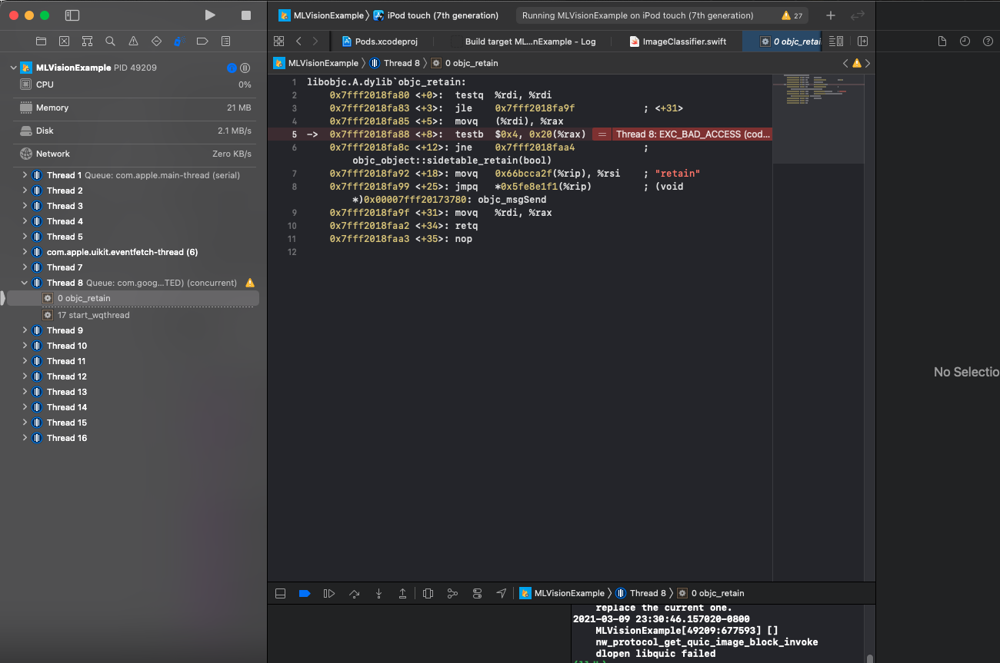 MLVisionExample
iPod touch (7th generation)
Running MLVisionExample on iPod touch (7th generation)
27
Pods.xcodeproj
Build target ML...nExample - Log
ImageClassifier.swift
0 objc_retai
MLVisionExample PID 49209
CPU 0%
Memory 21 MB
Disk 2.1 MB/s
Network Zero KB/s
Thread 1 Queue: com.apple.main-thread (serial)
Thread 2
Thread 3
Thread 4
Thread 5
com.apple.uikit.eventfetch-thread (6)
Thread 7
Thread 8 Queue: com.goog...TED) (concurrent)
0 objc_retain
17 start_wqthread
Thread 9
Thread 10
Thread 11
Thread 12
Thread 13
Thread 14
Thread 15
Thread 16
MLVisionExample
Thread 8
0 objc_retain
1 libobjc.A.dylib`objc_retain:
2 0x7fff2018fa80 <+0>: testq %rdi, %rdi
3 0x7fff2018fa83 <+3>: jle 0x7fff2018fa9f ; <+31>
4 0x7fff2018fa85 <+5>: movq (%rdi), %rax
5 -> 0x7fff2018fa88 <+8>: testb $0x4, 0x20(%rax) = Thread 8: EXC_BAD_ACCESS (cod...
6 0x7fff2018fa8c <+12>: jne 0x7fff2018faa4 ;
objc_object::sidetable_retain(bool)
7 0x7fff2018fa92 <+18>: movq 0x66bcca2f(%rip), %rsi ; "retain"
8 0x7fff2018fa99 <+25>: jmpq *0x5fe8e1f1(%rip) ; (void
*)0x00007fff20173780: objc_msgSend
9 0x7fff2018fa9f <+31>: movq %rdi, %rax
10 0x7fff2018faa2 <+34>: retq
11 0x7fff2018faa3 <+35>: nop
12
No Selectio
MLVisionExample
Thread 8
0 objc_retain
replace the current one.
2021-03-09 23:30:46.157020-0800
MLVisionExample[49209:677593] []
nw_protocol_get_quic_image_block_invoke
dlopen libquic failed